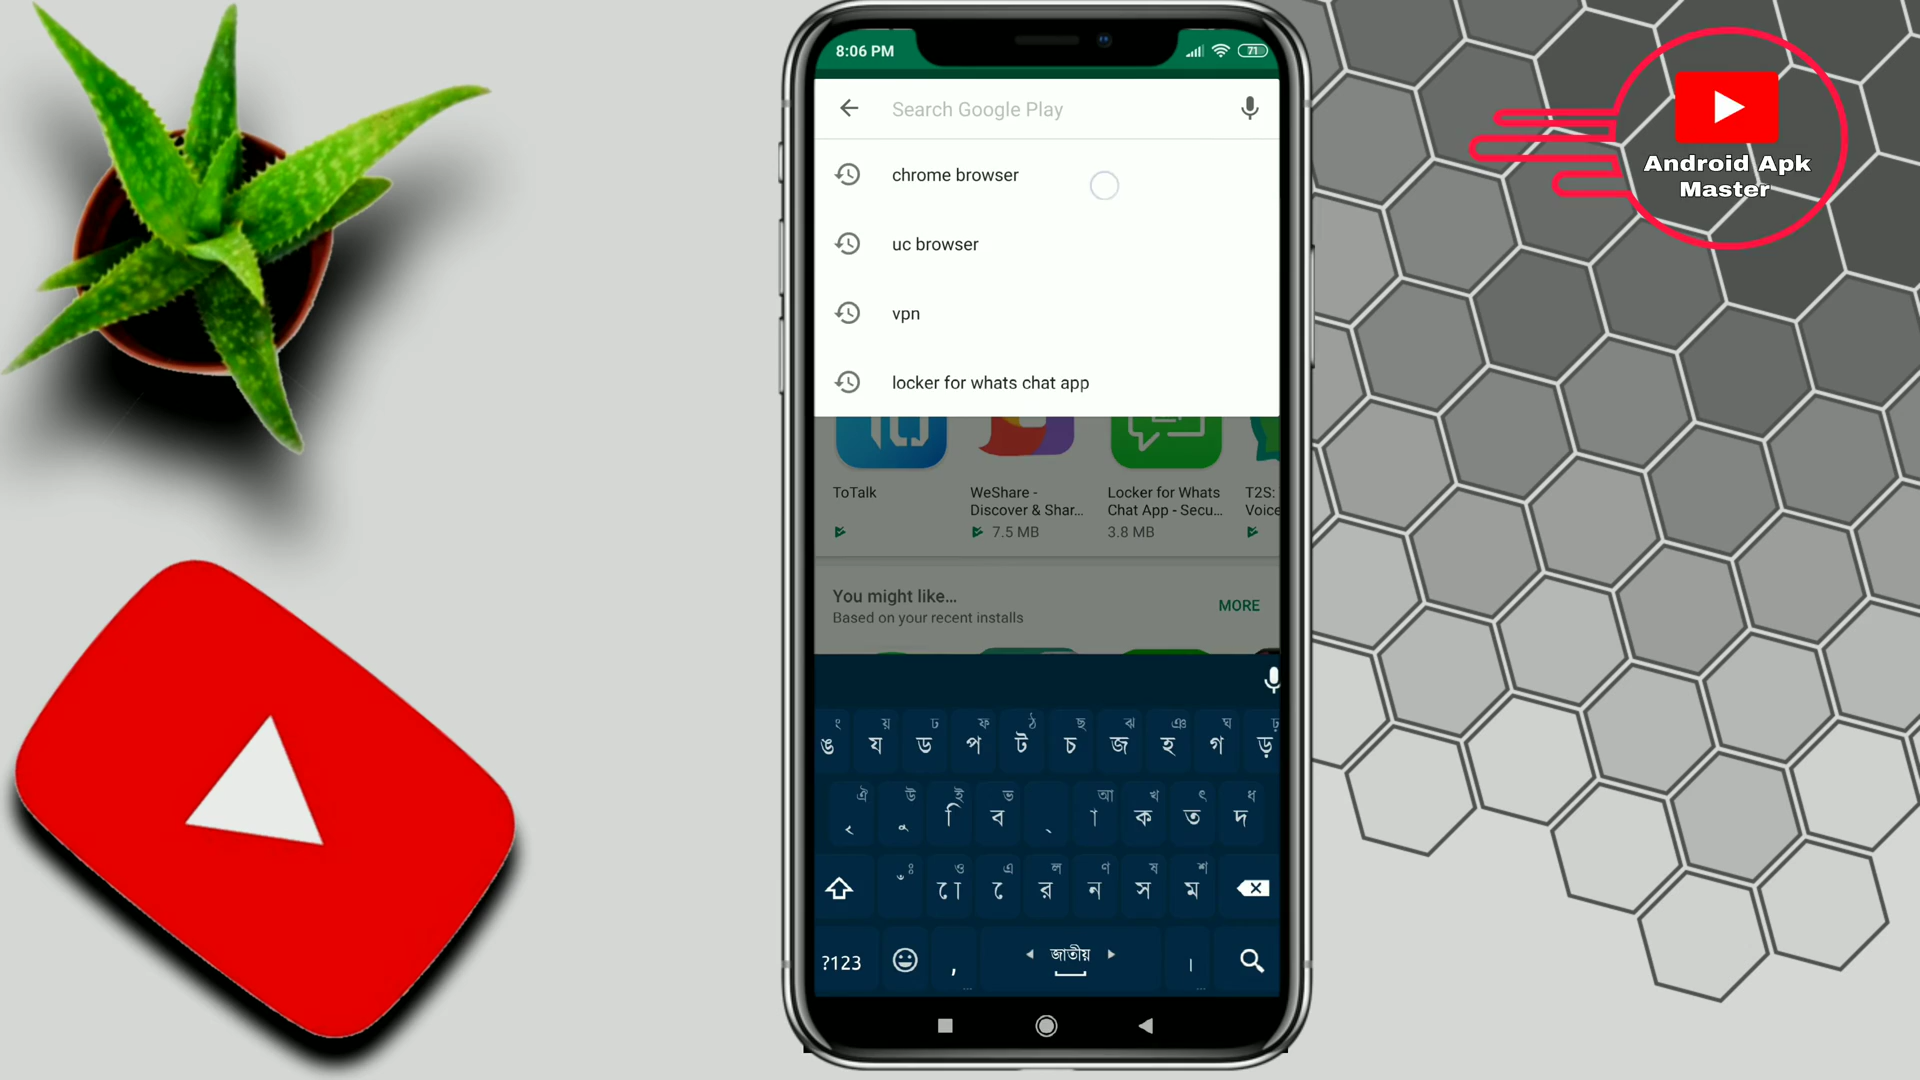 8:06 PM
71
Search Google Play
chrome browser
uc browser
vpn
locker for whats chat app
ToTalk
WeShare -
Discover & Shar...
7.5 MB
Locker for Whats
Chat App - Secu...
3.8 MB
T2S:
Voice
You might like...
Based on your recent installs
MORE
ং য় ঢ ফ ঠ ছ ঝ ঞ ঘ ঢ়
ঙ য ড প ট চ জ হ গ ড়
ঐ উ ই ভ আ খ ৎ ধ
ৃ ু ি ব ্ া ক ত দ
ঃ ও এ ল ণ ষ শ
ঁ ো ে র ন স ম
?123 , জাতীয় ।
Android Apk
Master